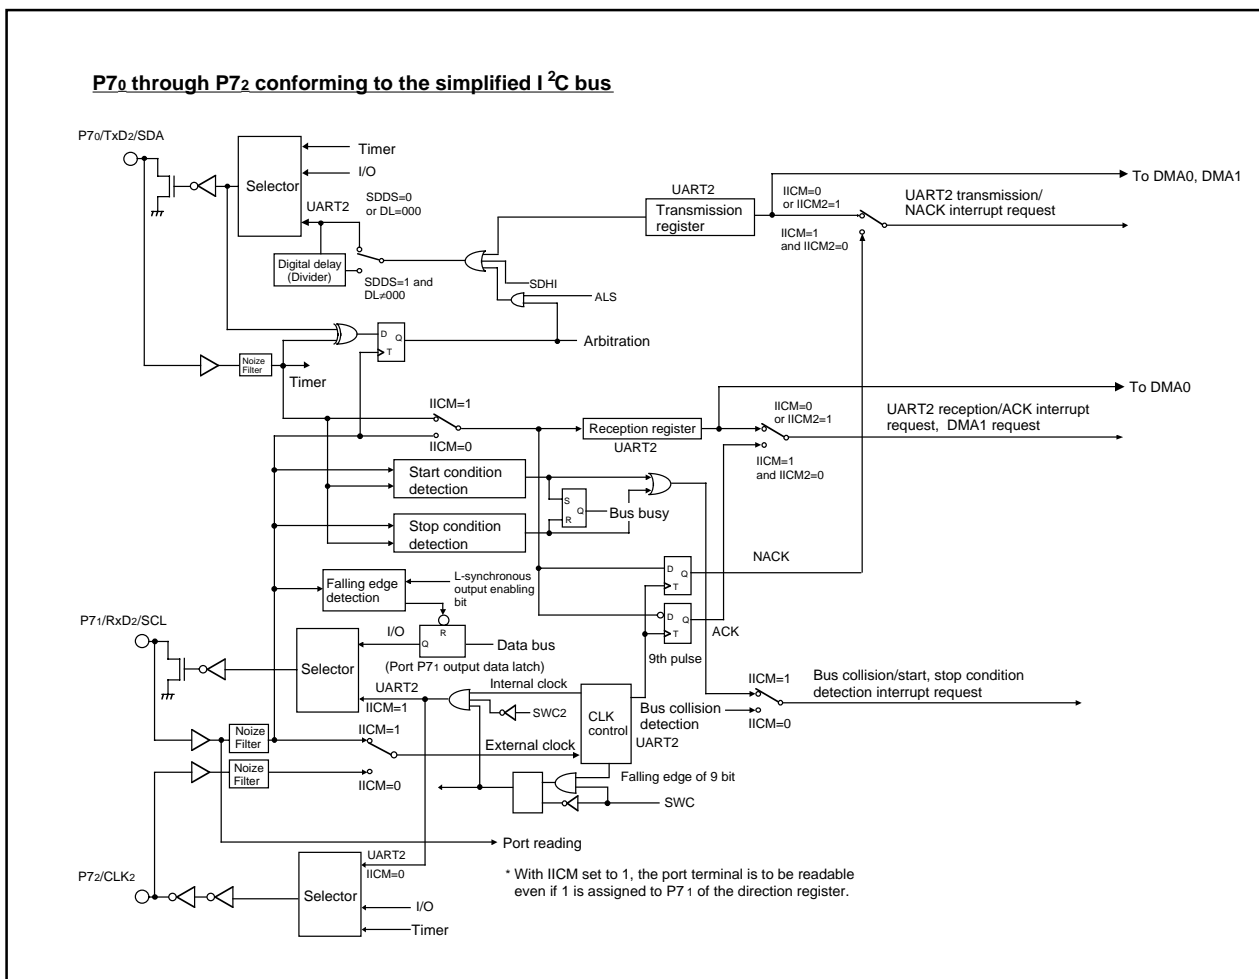 P70 through P72 conforming to the simplified I 2C bus
P70/TxD2/SDA
Timer
I/O
Selector
UART2
SDDS=0
or DL=000
Digital delay
(Divider)
SDDS=1 and
DL≠000
UART2
Transmission
register
IICM=0
or IICM2=1
IICM=1
and IICM2=0
To DMA0, DMA1
UART2 transmission/
NACK interrupt request
SDHI
ALS
D
Q
T
Arbitration
Noize
Filter
Timer
IICM=1
IICM=0
Reception register
UART2
IICM=0
or IICM2=1
IICM=1
and IICM2=0
To DMA0
UART2 reception/ACK interrupt
request, DMA1 request
Start condition
detection
Stop condition
detection
S
R
Q
Bus busy
NACK
D
Q
T
D
Q
T
ACK
9th pulse
Falling edge
detection
L-synchronous
output enabling
bit
P71/RxD2/SCL
I/O
R
Q
Data bus
(Port P71 output data latch)
Selector
UART2
IICM=1
Internal clock
SWC2
CLK
control
UART2
Bus collision
detection
IICM=1
IICM=0
Bus collision/start, stop condition
detection interrupt request
Noize
Filter
IICM=1
External clock
Noize
Filter
IICM=0
Falling edge of 9 bit
SWC
Port reading
P72/CLK2
UART2
IICM=0
Selector
I/O
Timer
* With IICM set to 1, the port terminal is to be readable
even if 1 is assigned to P71 of the direction register.